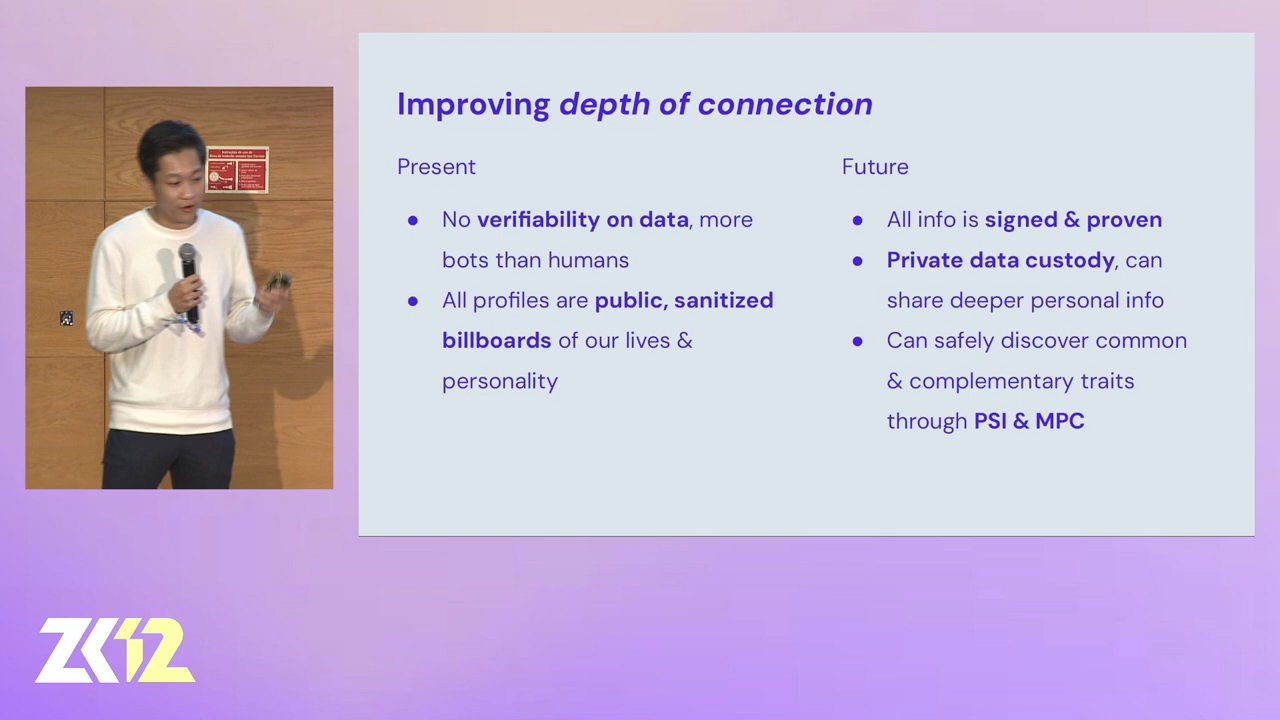 Improving depth of connection
Present
● No verifiability on data, more
bots than humans
● All profiles are public, sanitized
billboards of our lives &
personality
Future
● All info is signed & proven
● Private data custody, can
share deeper personal info
● Can safely discover common
& complementary traits
through PSI & MPC
ZK12